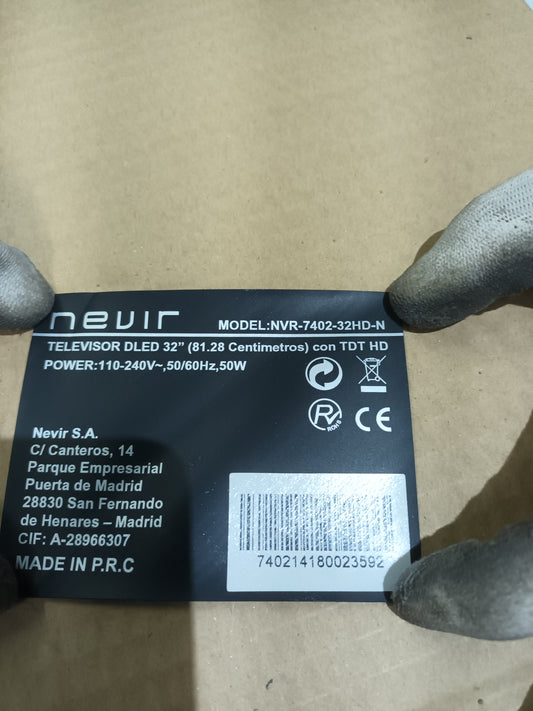 nevir
MODEL:NVR-7402-32HD-N
TELEVISOR DLED 32” (81.28 Centimetros) con TDT HD
POWER:110-240V~,50/60Hz,50W
R
ROHS
CE
Nevir S.A.
C/ Canteros, 14
Parque Empresarial
Puerta de Madrid
28830 San Fernando
de Henares – Madrid
CIF: A-28966307
MADE IN P.R.C
740214180023592